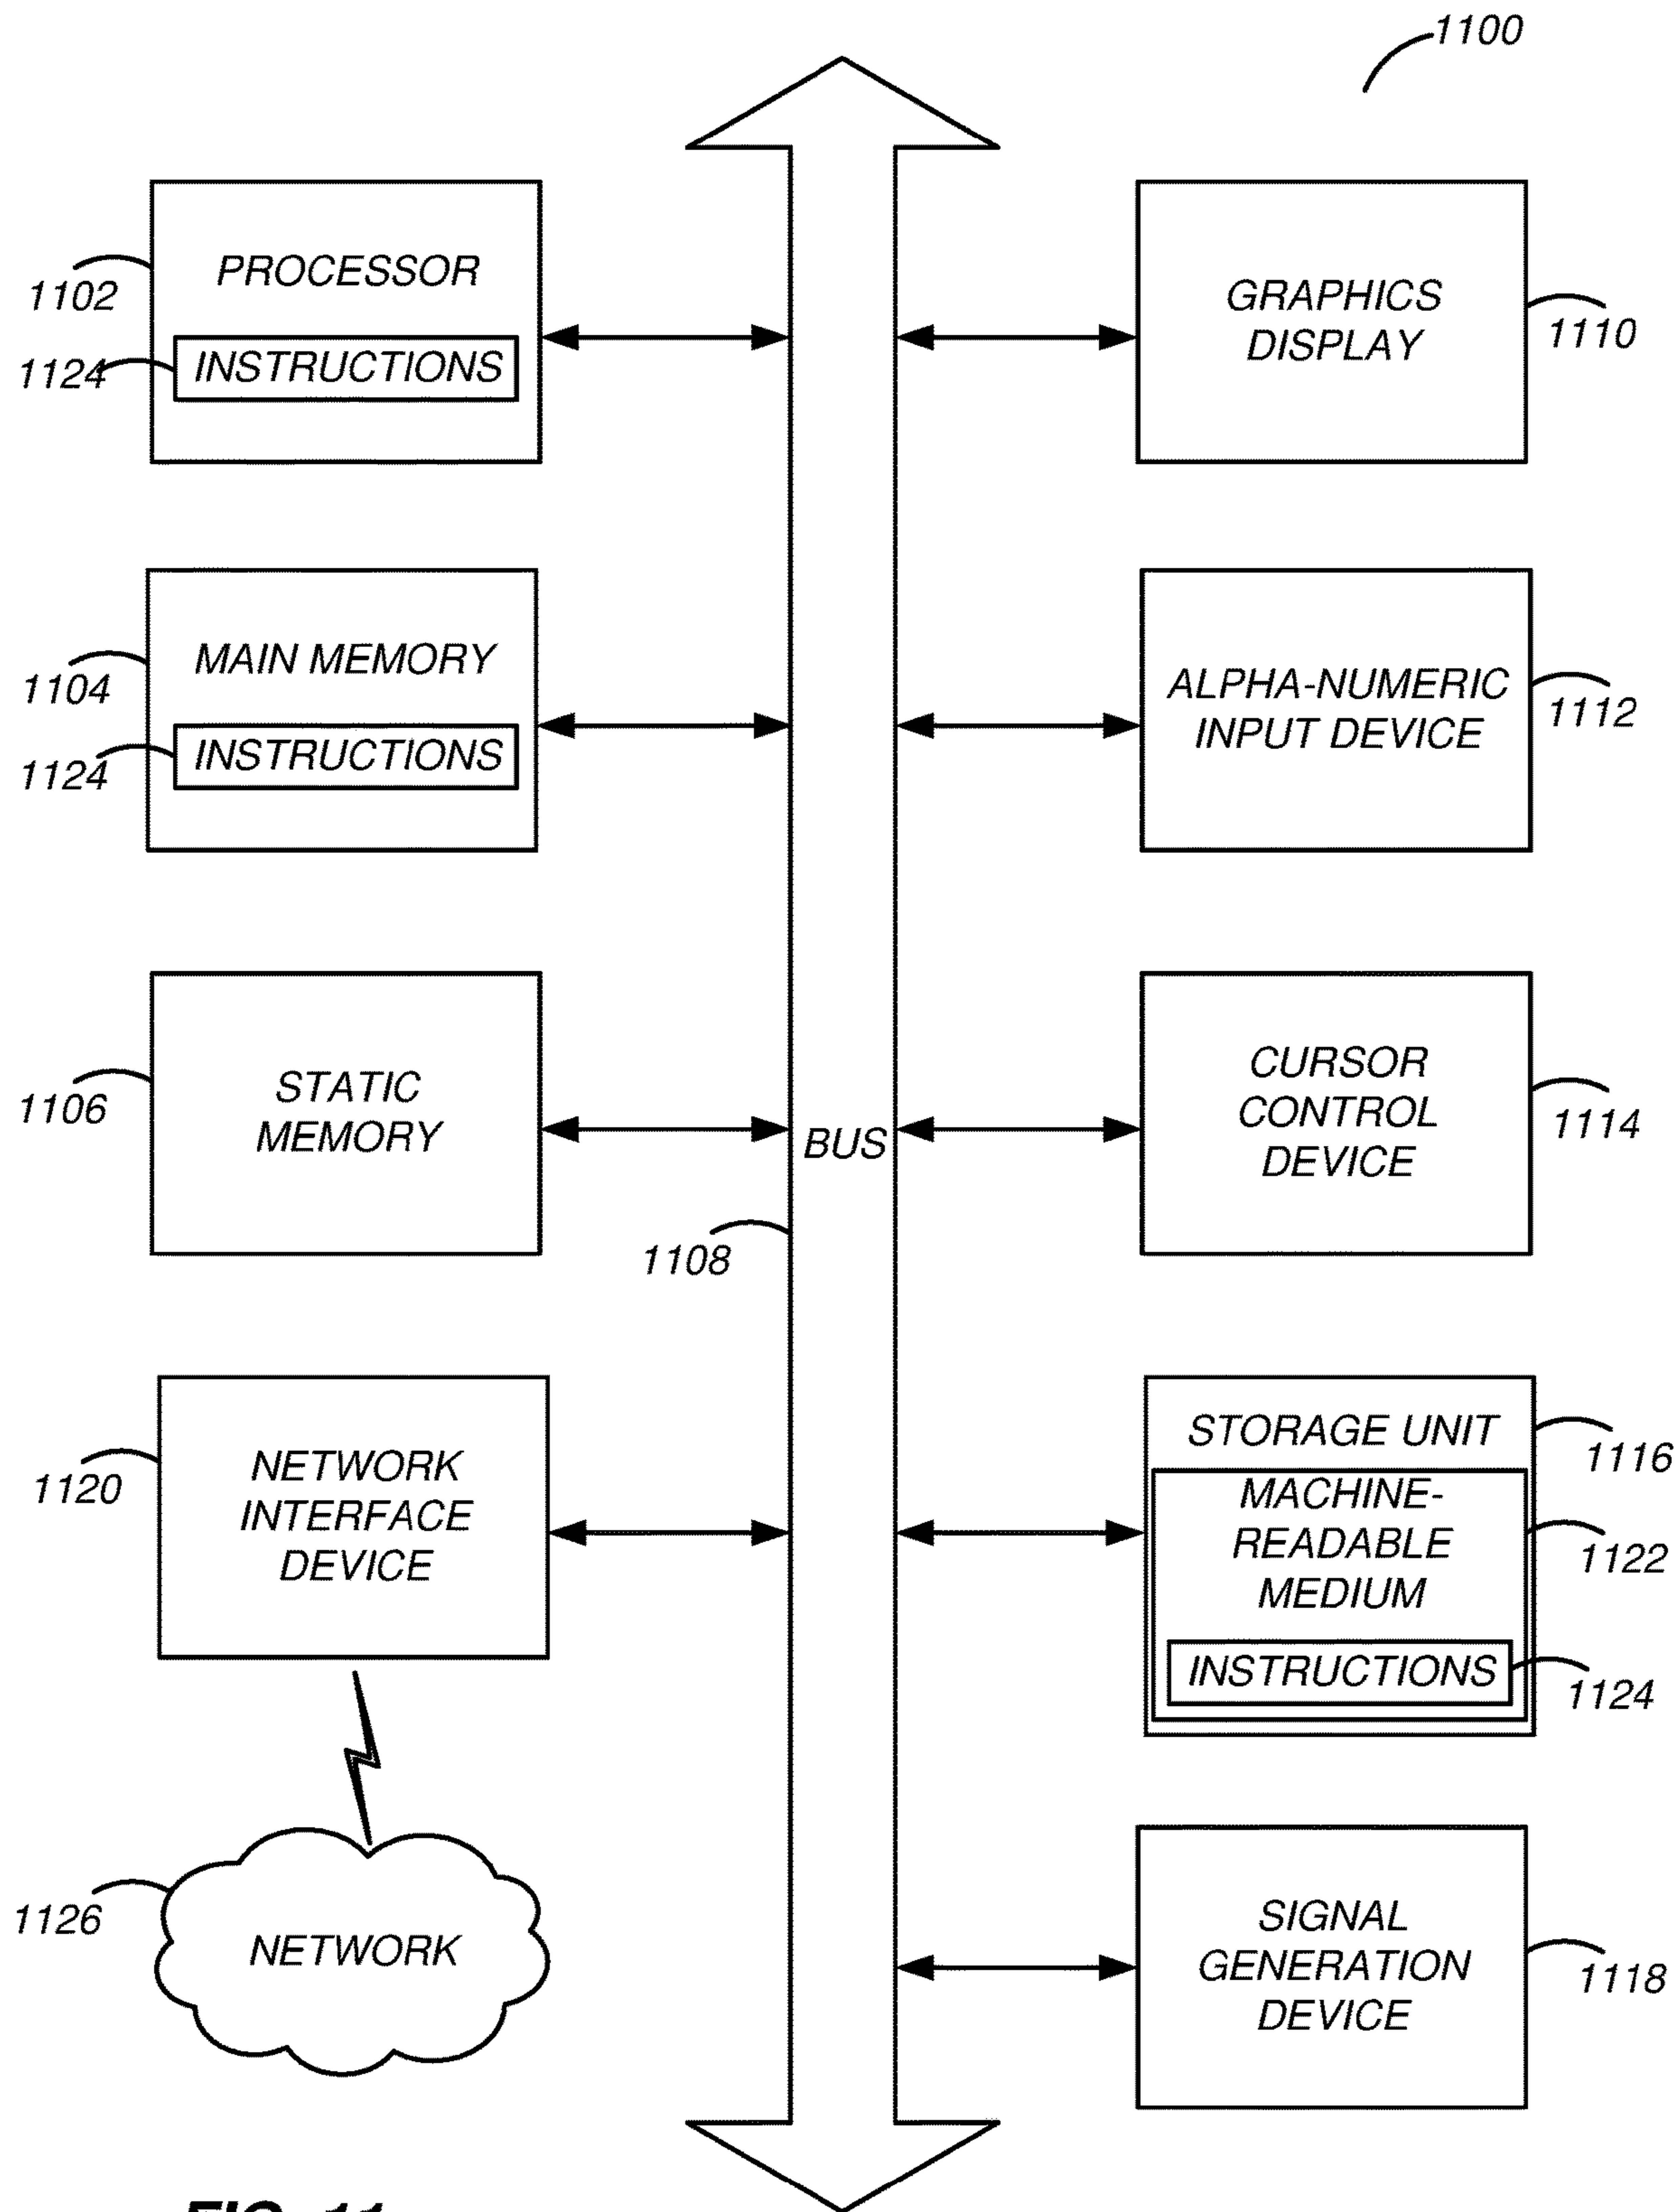 1100
PROCESSOR
1102
1124
INSTRUCTIONS
GRAPHICS
DISPLAY
1110
MAIN MEMORY
1104
1124
INSTRUCTIONS
ALPHA-NUMERIC
INPUT DEVICE
1112
STATIC
MEMORY
1106
BUS
1108
CURSOR
CONTROL
DEVICE
1114
NETWORK
INTERFACE
DEVICE
1120
STORAGE UNIT
1116
MACHINE-
READABLE
MEDIUM
1122
INSTRUCTIONS
1124
NETWORK
1126
SIGNAL
GENERATION
DEVICE
1118
FIG. 11